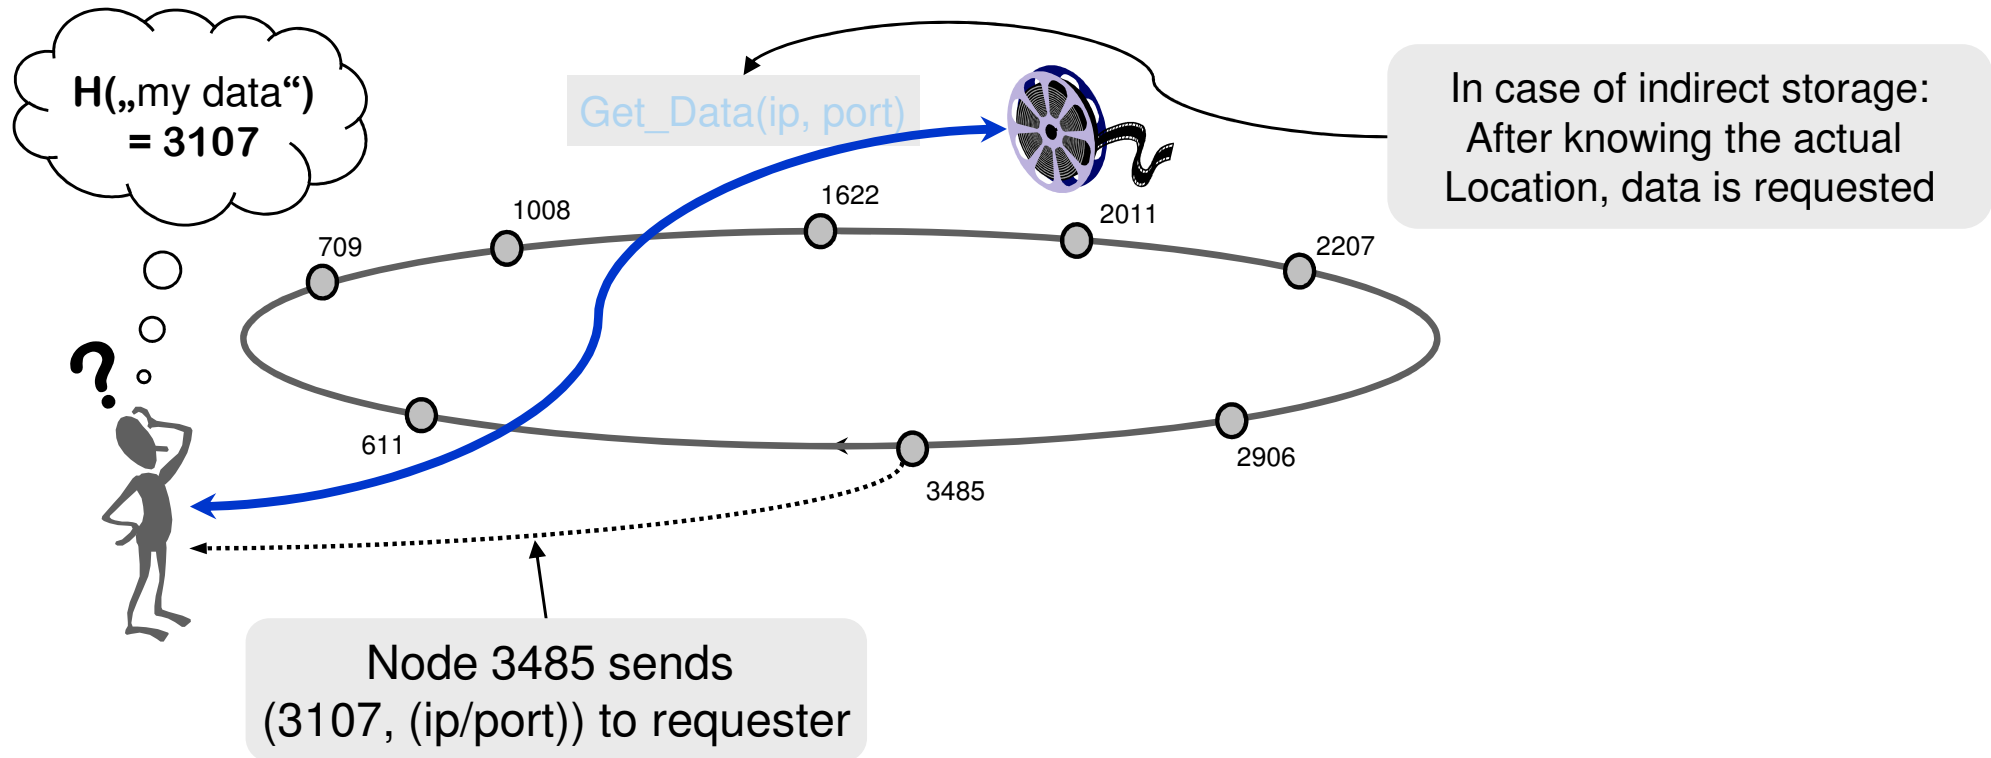 H(„my data“)
= 3107
Get_Data(ip, port)
In case of indirect storage:
After knowing the actual
Location, data is requested
709
1008
1622
2011
2207
611
3485
2906
?
Node 3485 sends
(3107, (ip/port)) to requester